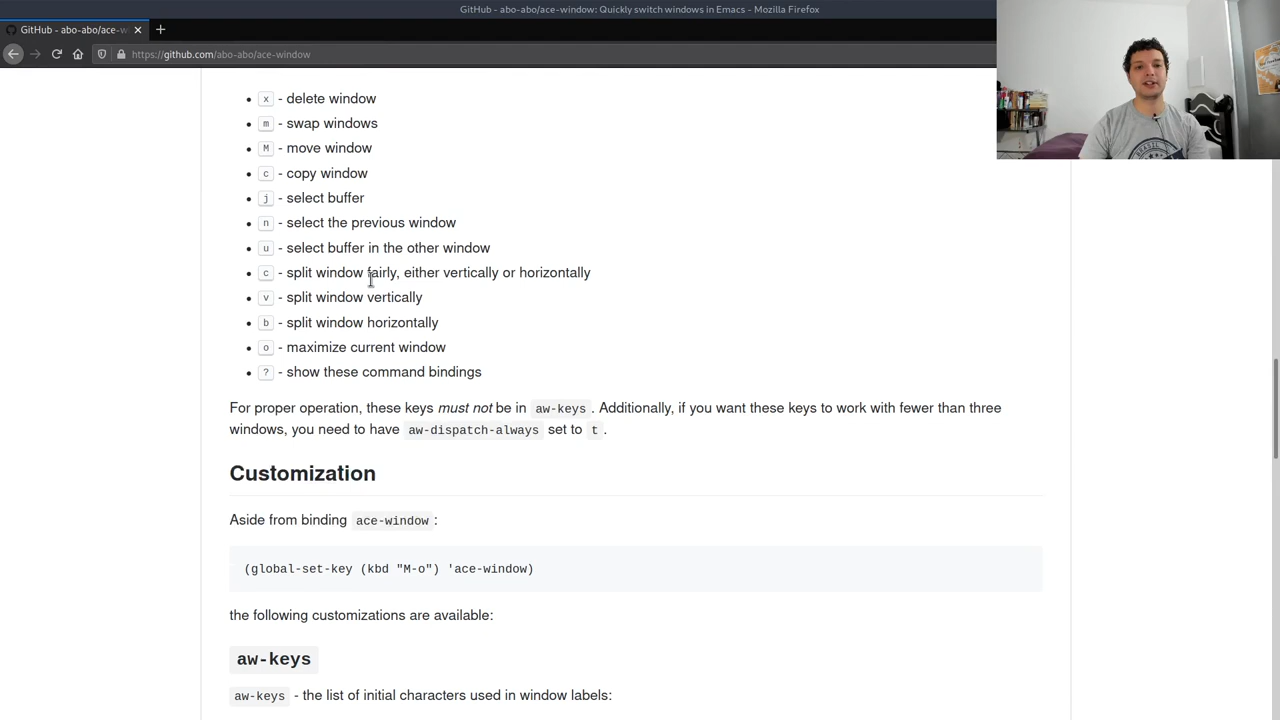 GitHub - abo-abo/ace-window: Quickly switch windows in Emacs - Mozilla Firefox
GitHub - abo-abo/ace-w
https://github.com/abo-abo/ace-window
x - delete window
m - swap windows
M - move window
c - copy window
j - select buffer
n - select the previous window
u - select buffer in the other window
c - split window fairly, either vertically or horizontally
v - split window vertically
b - split window horizontally
o - maximize current window
? - show these command bindings
For proper operation, these keys must not be in aw-keys. Additionally, if you want these keys to work with fewer than three
windows, you need to have aw-dispatch-always set to t.
Customization
Aside from binding ace-window:
(global-set-key (kbd "M-o") 'ace-window)
the following customizations are available:
aw-keys
aw-keys - the list of initial characters used in window labels: